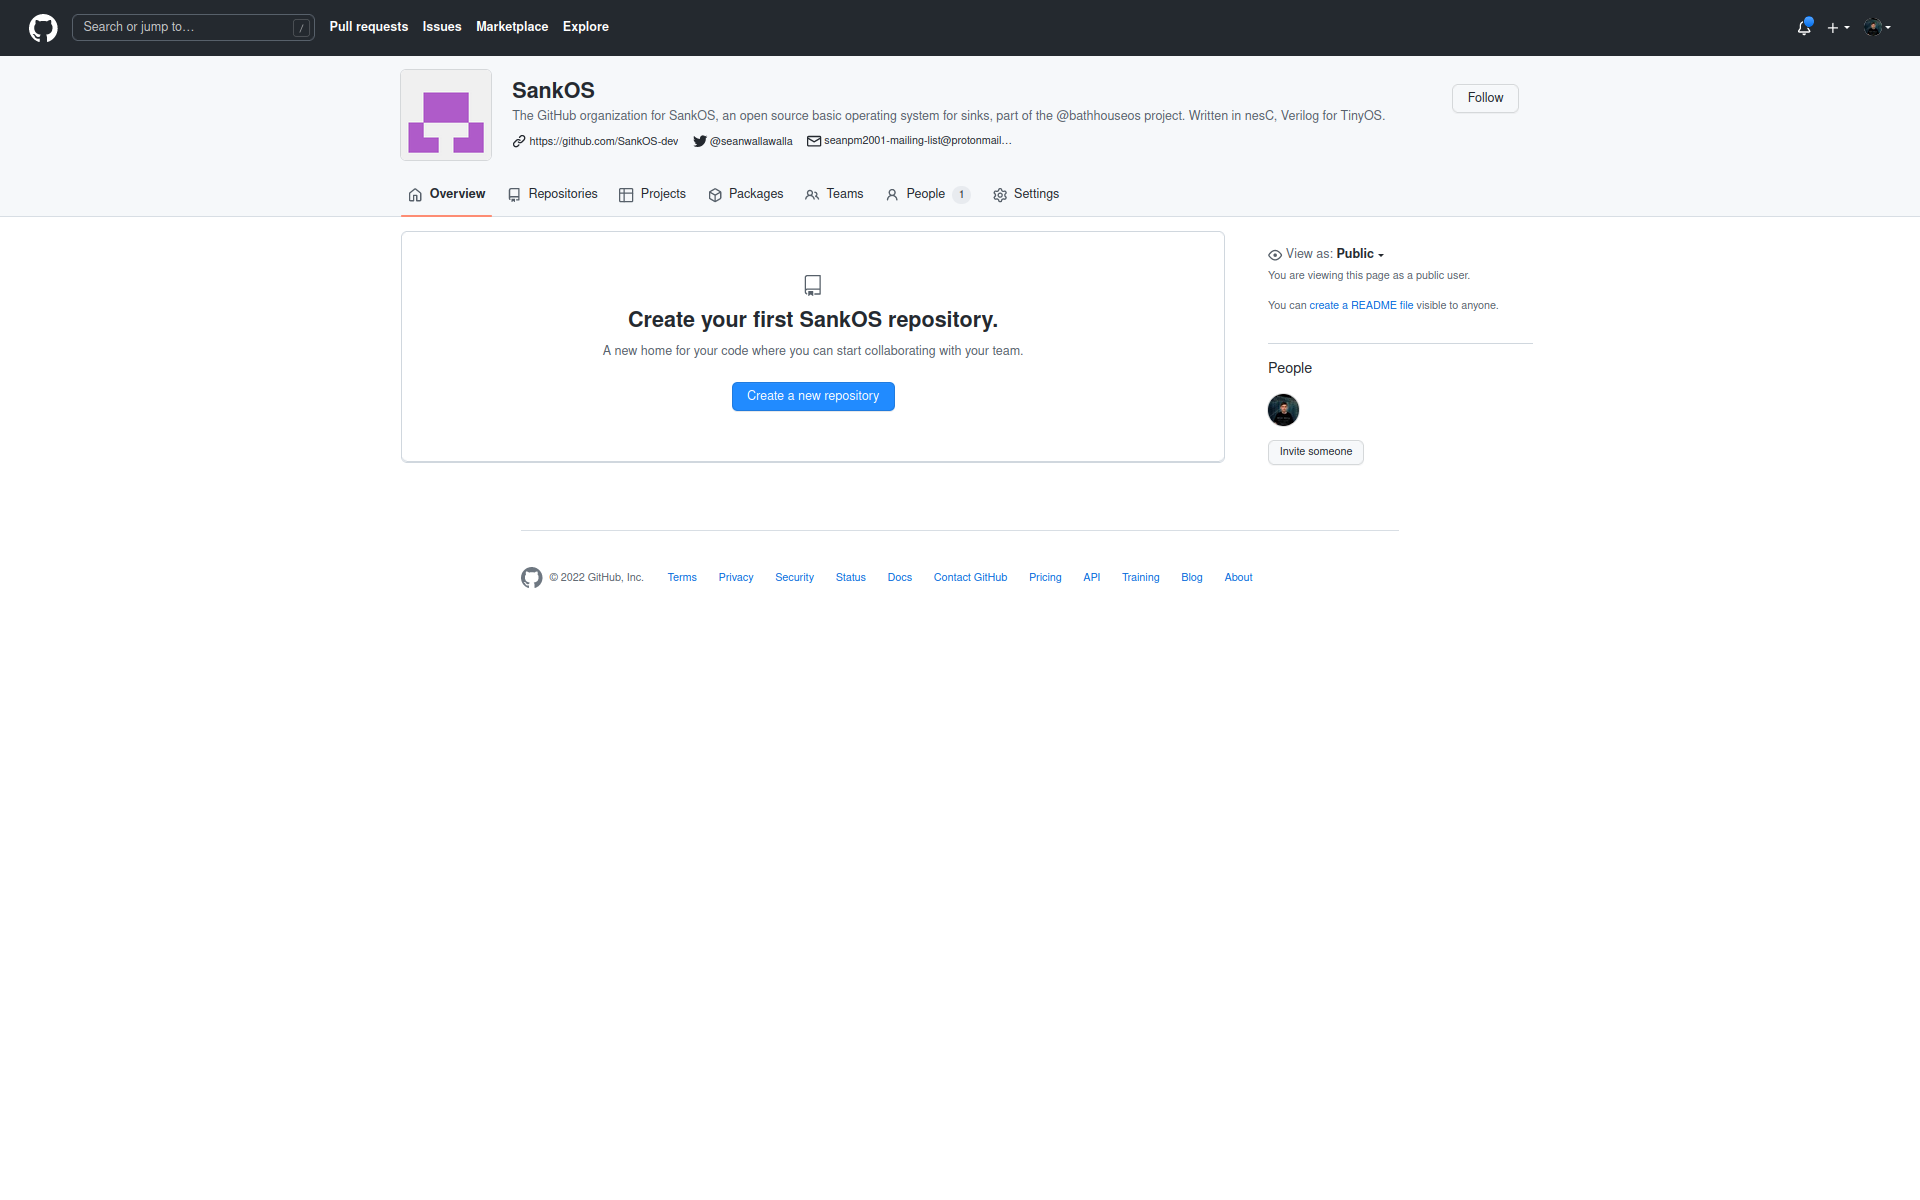 Search or jump to... / Pull requests Issues Marketplace Explore
SankOS
The GitHub organization for SankOS, an open source basic operating system for sinks, part of the @bathhouseos project. Written in nesC, Verilog for TinyOS.
Follow
https://github.com/SankOS-dev @seanwallawalla seanpm2001-mailing-list@protonmail...
Overview Repositories Projects Packages Teams People 1 Settings
Create your first SankOS repository.
A new home for your code where you can start collaborating with your team.
Create a new repository
View as: Public
You are viewing this page as a public user.
You can create a README file visible to anyone.
People
Invite someone
© 2022 GitHub, Inc. Terms Privacy Security Status Docs Contact GitHub Pricing API Training Blog About